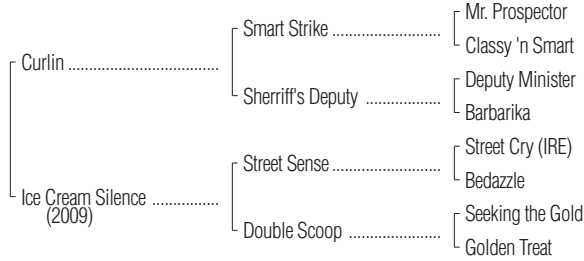 Mr. Prospector
Smart Strike ........................
Classy 'n Smart
Curlin ..................................
Deputy Minister
Sherriff's Deputy .................
Barbarika
Street Cry (IRE)
Street Sense ........................
Bedazzle
Ice Cream Silence ...............
(2009)
Seeking the Gold
Double Scoop .....................
Golden Treat